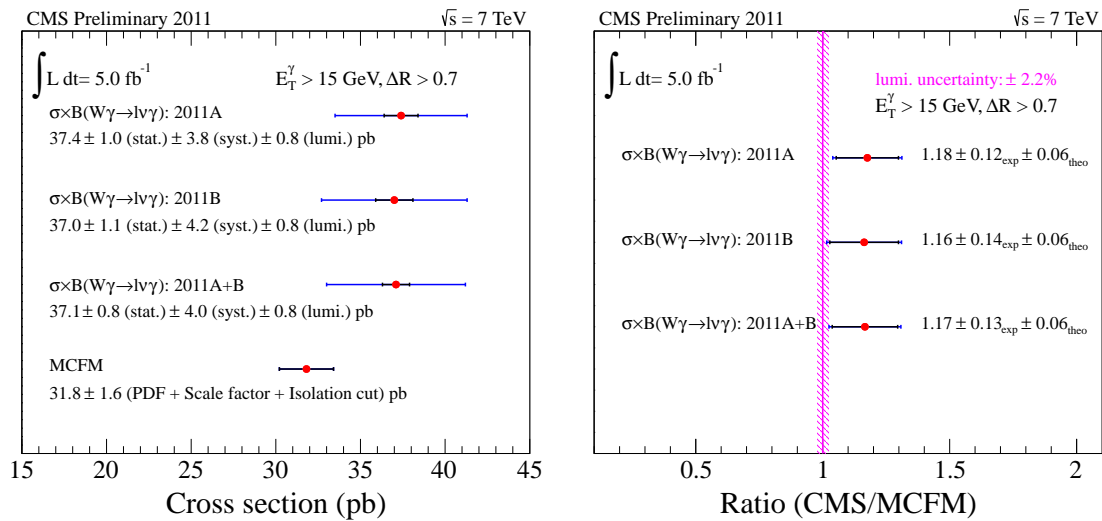 CMS Preliminary 2011 √s = 7 TeV
∫ L dt= 5.0 fb⁻¹ E_T^γ > 15 GeV, ΔR > 0.7
σ×B(Wγ→lνγ): 2011A
37.4 ± 1.0 (stat.) ± 3.8 (syst.) ± 0.8 (lumi.) pb
σ×B(Wγ→lνγ): 2011B
37.0 ± 1.1 (stat.) ± 4.2 (syst.) ± 0.8 (lumi.) pb
σ×B(Wγ→lνγ): 2011A+B
37.1 ± 0.8 (stat.) ± 4.0 (syst.) ± 0.8 (lumi.) pb
MCFM
31.8 ± 1.6 (PDF + Scale factor + Isolation cut) pb
15 20 25 30 35 40 45
Cross section (pb)
CMS Preliminary 2011 √s = 7 TeV
∫ L dt= 5.0 fb⁻¹ lumi. uncertainty: ± 2.2%
E_T^γ > 15 GeV, ΔR > 0.7
σ×B(Wγ→lνγ): 2011A 1.18 ± 0.12_exp ± 0.06_theo
σ×B(Wγ→lνγ): 2011B 1.16 ± 0.14_exp ± 0.06_theo
σ×B(Wγ→lνγ): 2011A+B 1.17 ± 0.13_exp ± 0.06_theo
0.5 1 1.5 2
Ratio (CMS/MCFM)